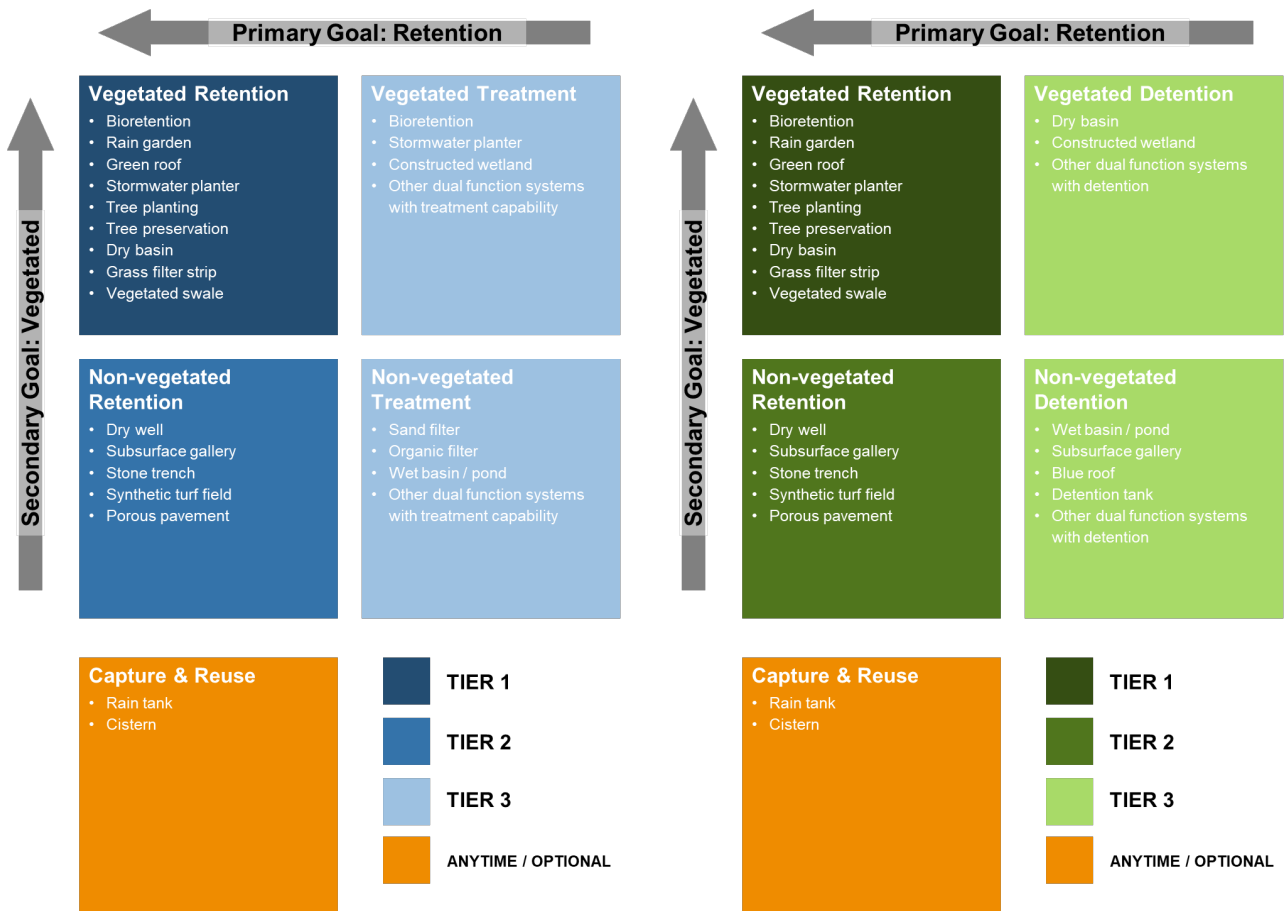 Primary Goal: Retention
Secondary Goal: Vegetated
Vegetated Retention
• Bioretention
• Rain garden
• Green roof
• Stormwater planter
• Tree planting
• Tree preservation
• Dry basin
• Grass filter strip
• Vegetated swale
Vegetated Treatment
• Bioretention
• Stormwater planter
• Constructed wetland
• Other dual function systems
with treatment capability
Non-vegetated
Retention
• Dry well
• Subsurface gallery
• Stone trench
• Synthetic turf field
• Porous pavement
Non-vegetated
Treatment
• Sand filter
• Organic filter
• Wet basin / pond
• Other dual function systems
with treatment capability
Capture & Reuse
• Rain tank
• Cistern
TIER 1
TIER 2
TIER 3
ANYTIME / OPTIONAL
Primary Goal: Retention
Secondary Goal: Vegetated
Vegetated Retention
• Bioretention
• Rain garden
• Green roof
• Stormwater planter
• Tree planting
• Tree preservation
• Dry basin
• Grass filter strip
• Vegetated swale
Vegetated Detention
• Dry basin
• Constructed wetland
• Other dual function systems
with detention
Non-vegetated
Retention
• Dry well
• Subsurface gallery
• Stone trench
• Synthetic turf field
• Porous pavement
Non-vegetated
Detention
• Wet basin / pond
• Subsurface gallery
• Blue roof
• Detention tank
• Other dual function systems
with detention
Capture & Reuse
• Rain tank
• Cistern
TIER 1
TIER 2
TIER 3
ANYTIME / OPTIONAL